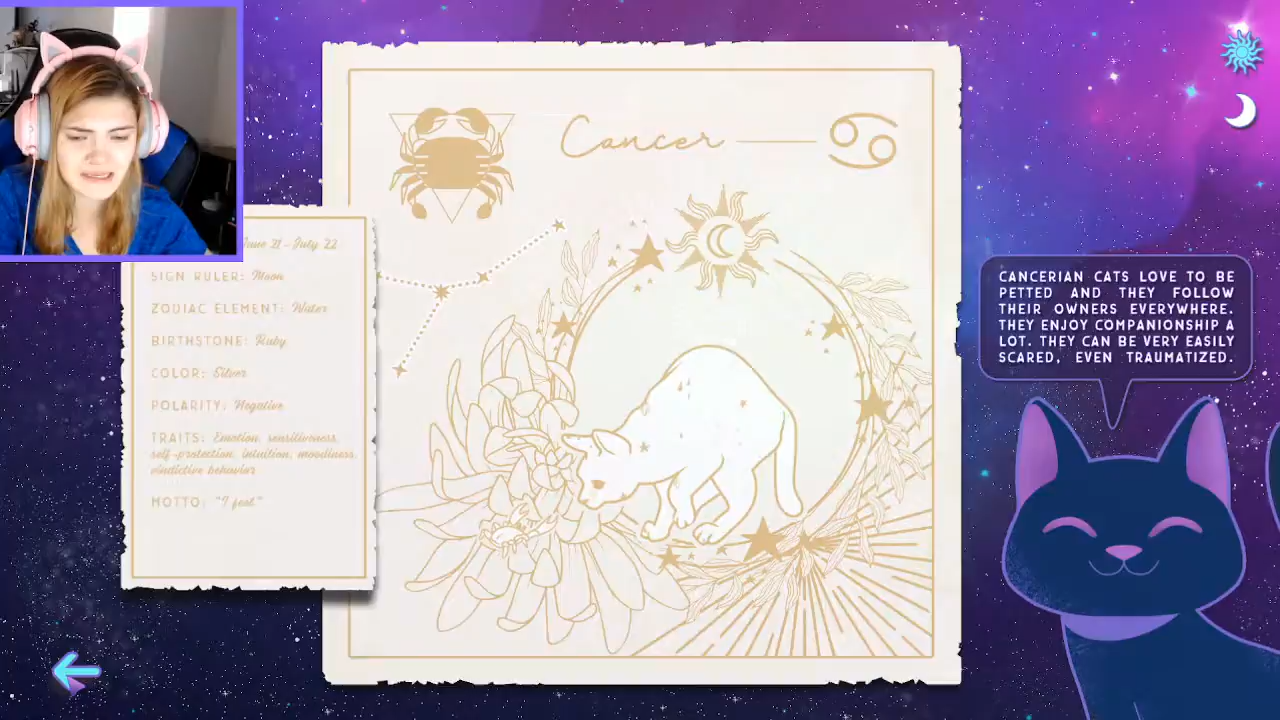 Cancer
June 21 - July 22
SIGN RULER: Moon
ZODIAC ELEMENT: Water
BIRTHSTONE: Ruby
COLOR: Silver
POLARITY: Negative
TRAITS: Emotion, sensitiveness,
self-protection, intuition, moodiness,
vindictive behavior
MOTTO: "I feel"
CANCERIAN CATS LOVE TO BE
PETTED AND THEY FOLLOW
THEIR OWNERS EVERYWHERE.
THEY ENJOY COMPANIONSHIP A
LOT. THEY CAN BE VERY EASILY
SCARED, EVEN TRAUMATIZED.